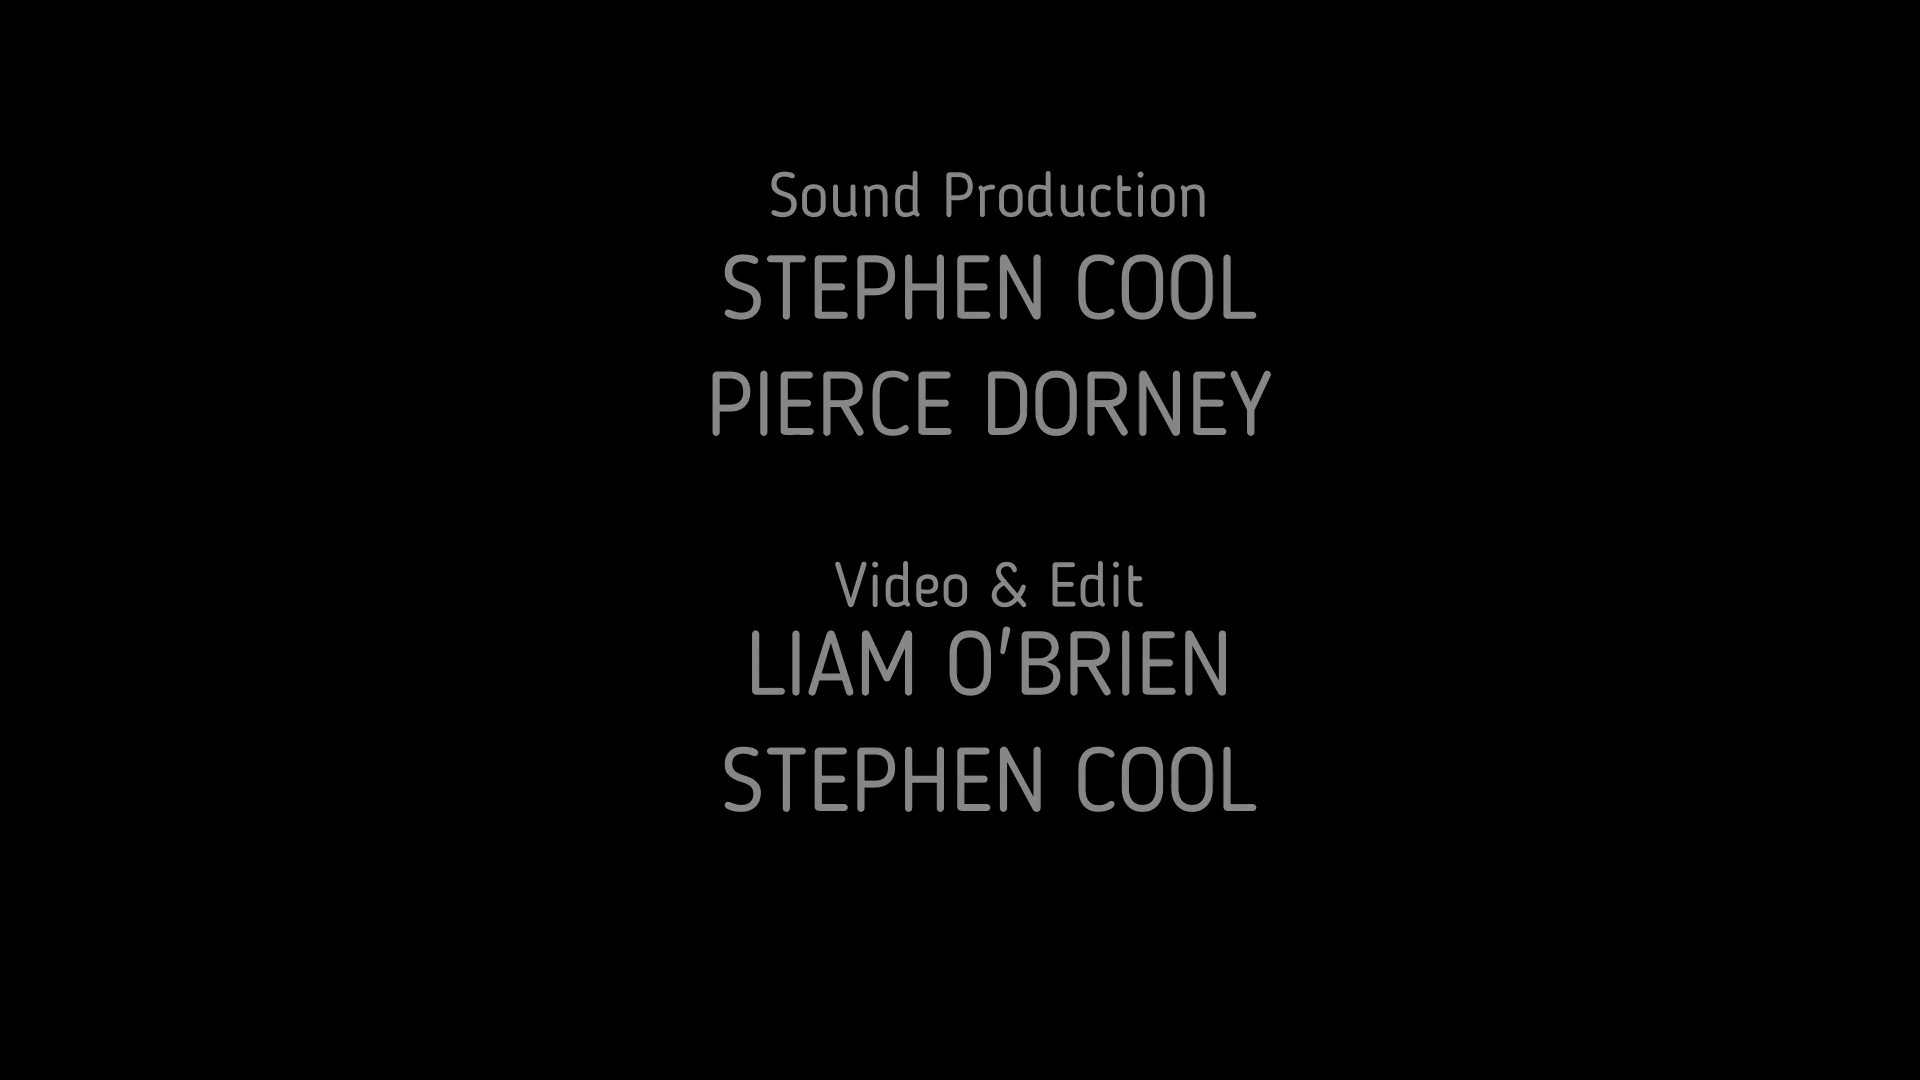 Sound Production
STEPHEN COOL
PIERCE DORNEY
Video & Edit
LIAM O'BRIEN
STEPHEN COOL